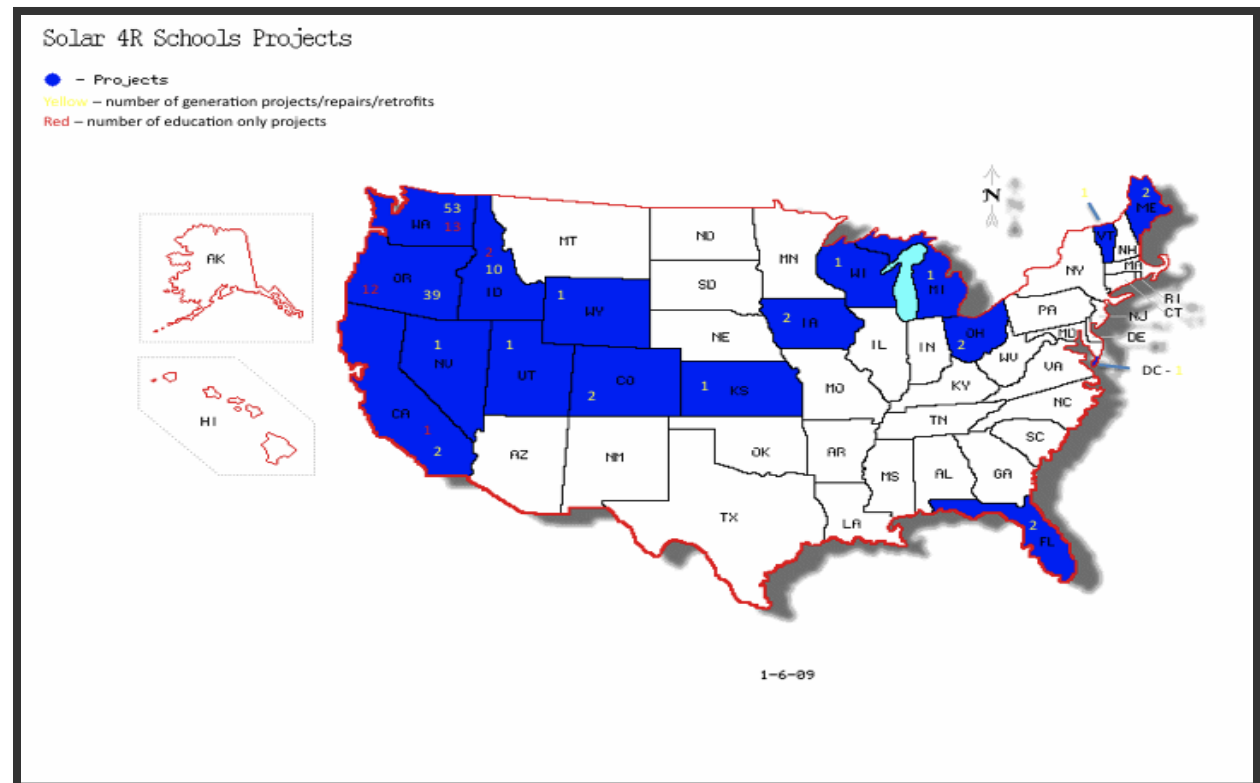 Solar 4R Schools Projects
- Projects
Yellow – number of generation projects/repairs/retrofits
Red – number of education only projects
N
1
2
ME
53
WA
13
VT
NH
MT
ND
MN
MA
AK
2
10
ID
1
WI
1
MI
NY
OR
12
39
SD
RI
CT
1
WY
2
IA
PA
NJ
MD
DE
NE
IL
IN
OH
2
WV
VA
DC - 1
1
NV
1
UT
CO
2
1
KS
MO
KY
NC
HI
CA
1
2
TN
SC
AZ
NM
OK
AR
MS
AL
GA
TX
LA
2
FL
1-6-09